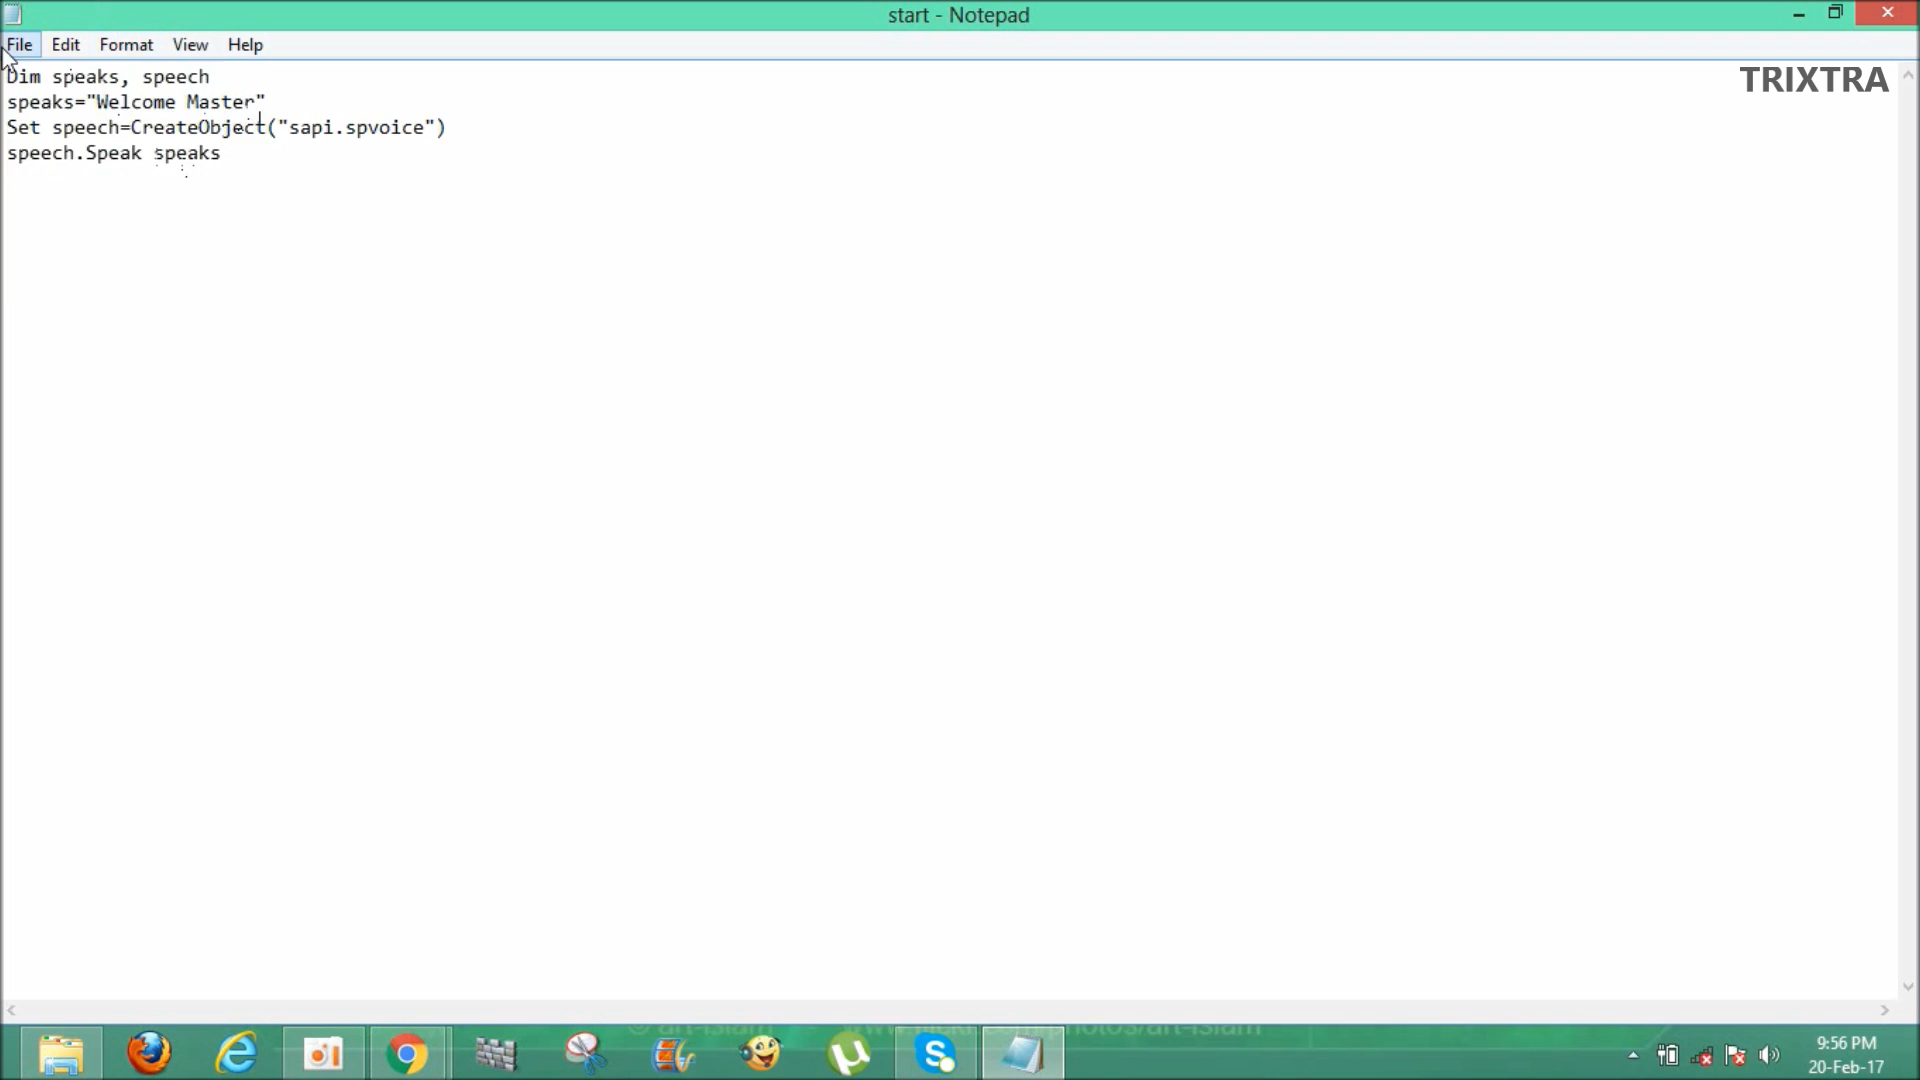 start - Notepad
File Edit Format View Help
Dim speaks, speech
speaks="Welcome Master"
Set speech=CreateObject("sapi.spvoice")
speech.Speak speaks
TRIXTRA
9:56 PM
20-Feb-17